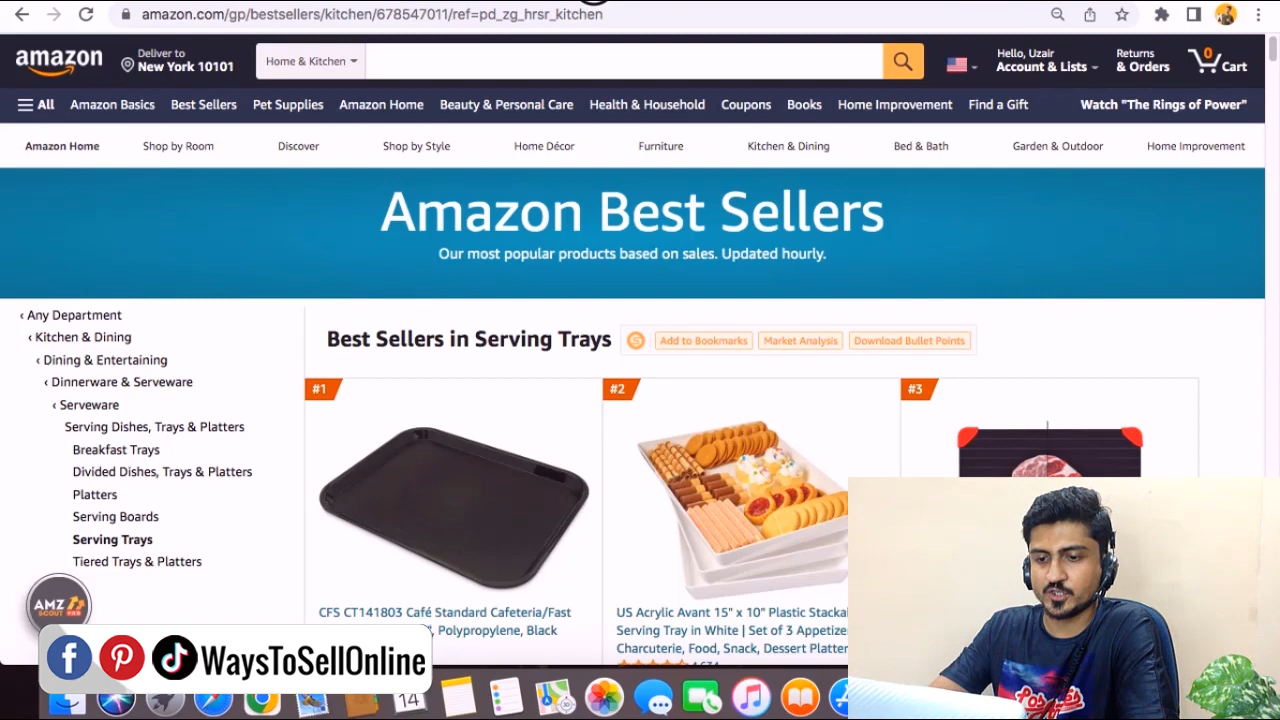 amazon.com/gp/bestsellers/kitchen/678547011/ref=pd_zg_hrsr_kitchen
amazon
Deliver to
New York 10101
Home & Kitchen
Hello, Uzair
Account & Lists
Returns
& Orders
0
Cart
All
Amazon Basics
Best Sellers
Pet Supplies
Amazon Home
Beauty & Personal Care
Health & Household
Coupons
Books
Home Improvement
Find a Gift
Watch "The Rings of Power"
Amazon Home
Shop by Room
Discover
Shop by Style
Home Décor
Furniture
Kitchen & Dining
Bed & Bath
Garden & Outdoor
Home Improvement
Amazon Best Sellers
Our most popular products based on sales. Updated hourly.
‹ Any Department
‹ Kitchen & Dining
‹ Dining & Entertaining
‹ Dinnerware & Serveware
‹ Serveware
Serving Dishes, Trays & Platters
Breakfast Trays
Divided Dishes, Trays & Platters
Platters
Serving Boards
Serving Trays
Tiered Trays & Platters
Best Sellers in Serving Trays
Add to Bookmarks
Market Analysis
Download Bullet Points
#1
#2
#3
CFS CT141803 Café Standard Cafeteria/Fast
", Polypropylene, Black
US Acrylic Avant 15" x 10" Plastic Stackab
Serving Tray in White | Set of 3 Appetizer
Charcuterie, Food, Snack, Dessert Platter
AMZ
SCOUT
WaysToSellOnline
14